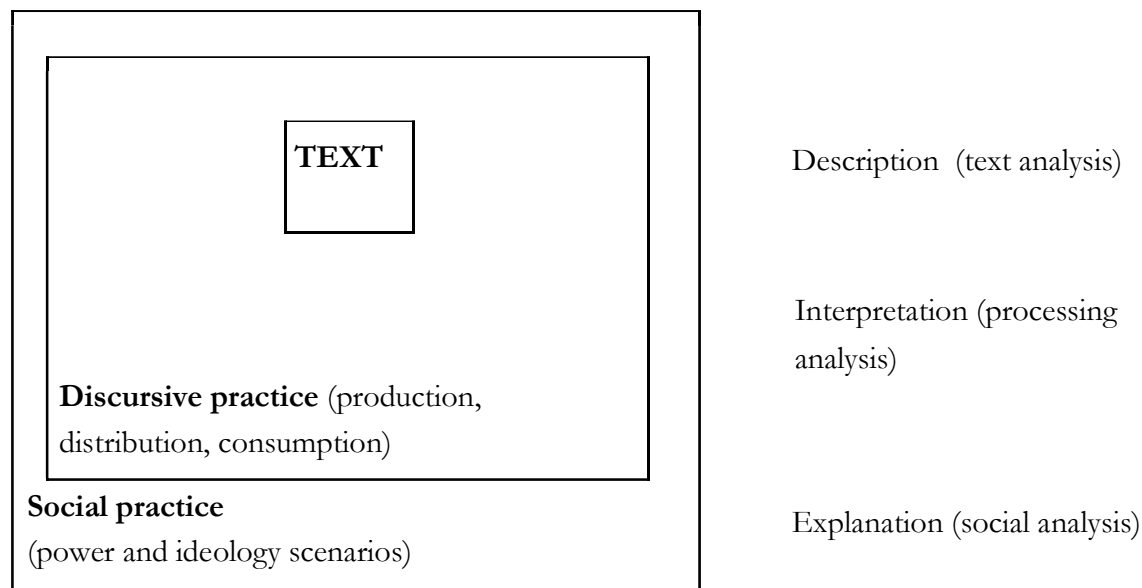 TEXT
Description (text analysis)
Interpretation (processing
analysis)
Discursive practice (production,
distribution, consumption)
Social practice
(power and ideology scenarios)
Explanation (social analysis)